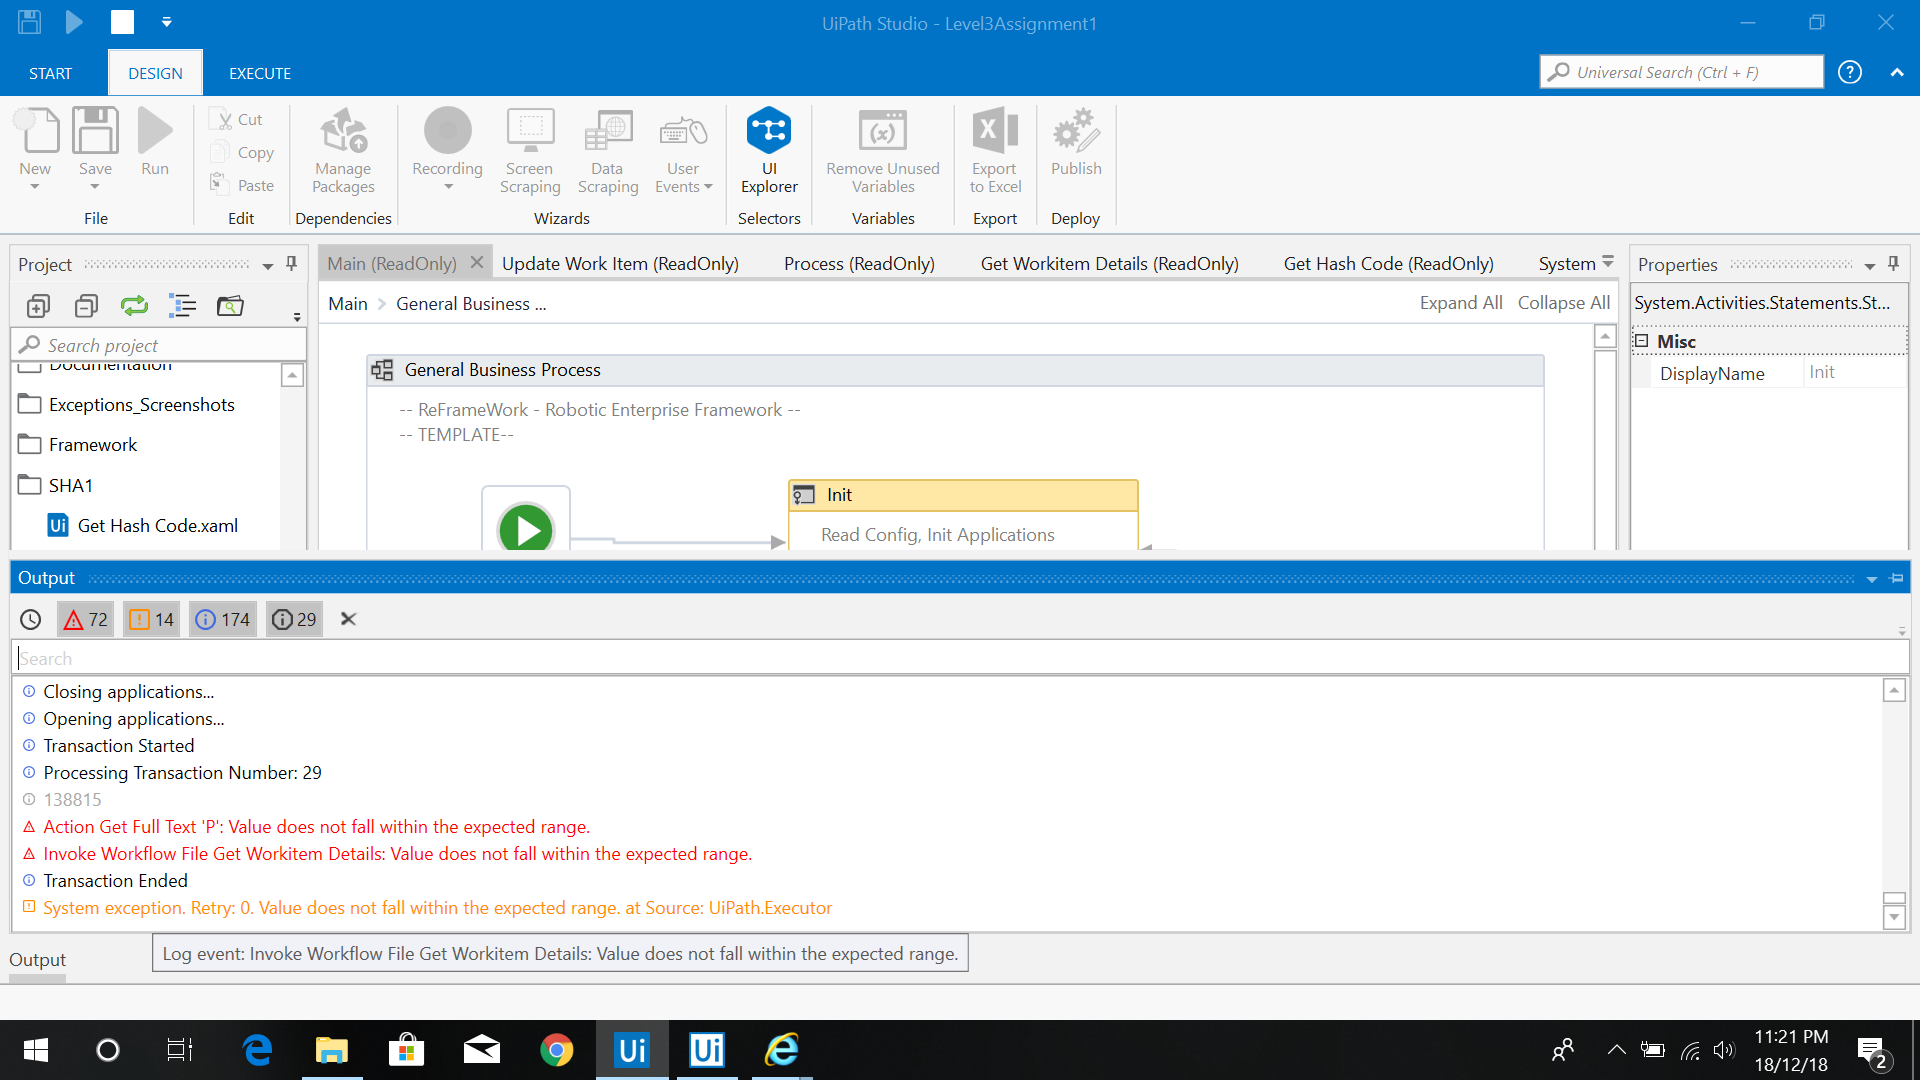 UiPath Studio - Level3Assignment1
START
DESIGN
EXECUTE
Universal Search (Ctrl + F)
?
New
Save
Run
Cut
Copy
Paste
Manage Packages
Recording
Screen Scraping
Data Scraping
User Events
UI Explorer
Remove Unused Variables
Export to Excel
Publish
File
Edit
Dependencies
Wizards
Selectors
Variables
Export
Deploy
Project
Main (ReadOnly)
Update Work Item (ReadOnly)
Process (ReadOnly)
Get Workitem Details (ReadOnly)
Get Hash Code (ReadOnly)
System
Properties
Main > General Business ...
Expand All
Collapse All
System.Activities.Statements.St...
Search project
Misc
DisplayName
Init
Documentation
Exceptions_Screenshots
Framework
SHA1
Ui Get Hash Code.xaml
General Business Process
-- ReFrameWork - Robotic Enterprise Framework --
-- TEMPLATE--
Init
Read Config, Init Applications
Output
72
14
174
29
Search
Closing applications...
Opening applications...
Transaction Started
Processing Transaction Number: 29
138815
Action Get Full Text 'P': Value does not fall within the expected range.
Invoke Workflow File Get Workitem Details: Value does not fall within the expected range.
Transaction Ended
System exception. Retry: 0. Value does not fall within the expected range. at Source: UiPath.Executor
Log event: Invoke Workflow File Get Workitem Details: Value does not fall within the expected range.
Output
Ui
Ui
11:21 PM
18/12/18
2